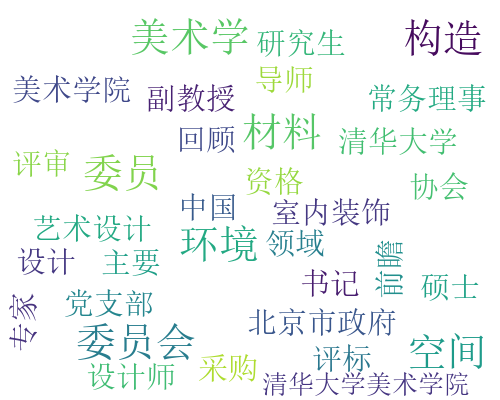 美术学 研究生 构造
导师
美术学院 副教授 常务理事
回顾 材料 清华大学
评审 委员 资格 协会
中国 室内装饰
艺术设计 环境 领域
设计 主要 前瞻
书记 硕士
专家 党支部
北京市政府
委员会 评标 空间
设计师 采购
清华大学美术学院